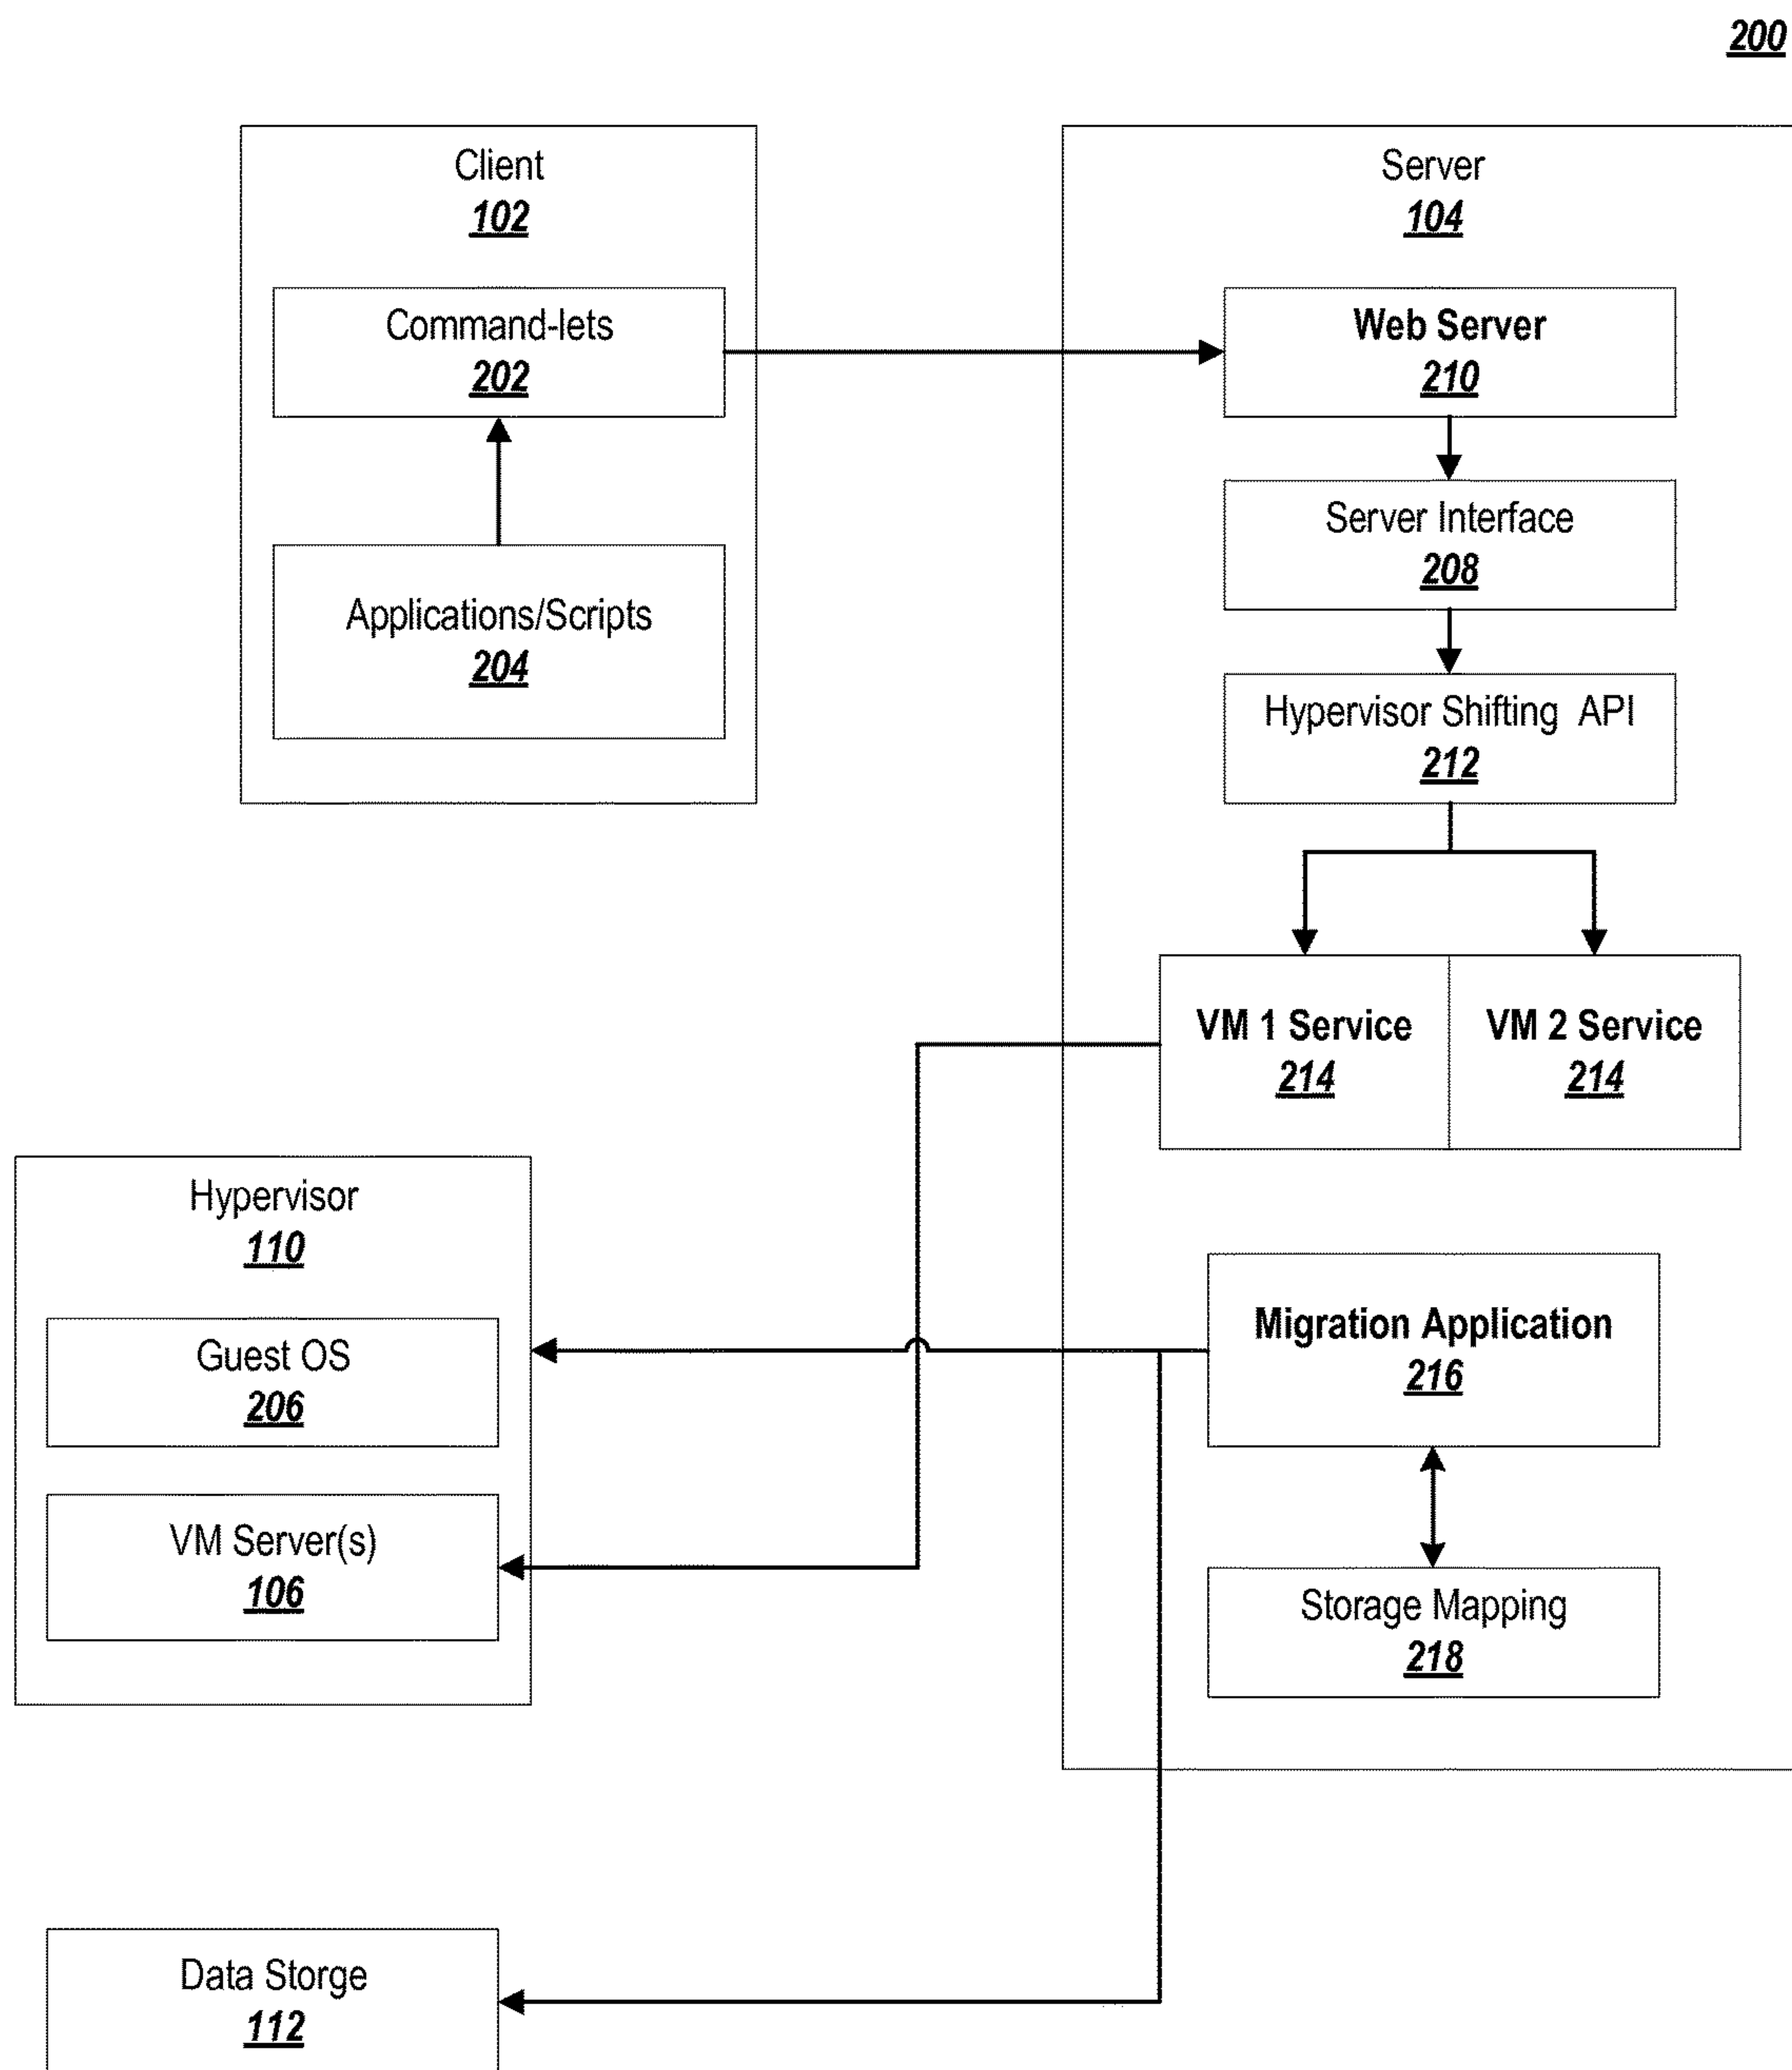 200
Client
102
Command-lets
202
Applications/Scripts
204
Server
104
Web Server
210
Server Interface
208
Hypervisor Shifting API
212
VM 1 Service
214
VM 2 Service
214
Hypervisor
110
Guest OS
206
VM Server(s)
106
Migration Application
216
Storage Mapping
218
Data Storge
112